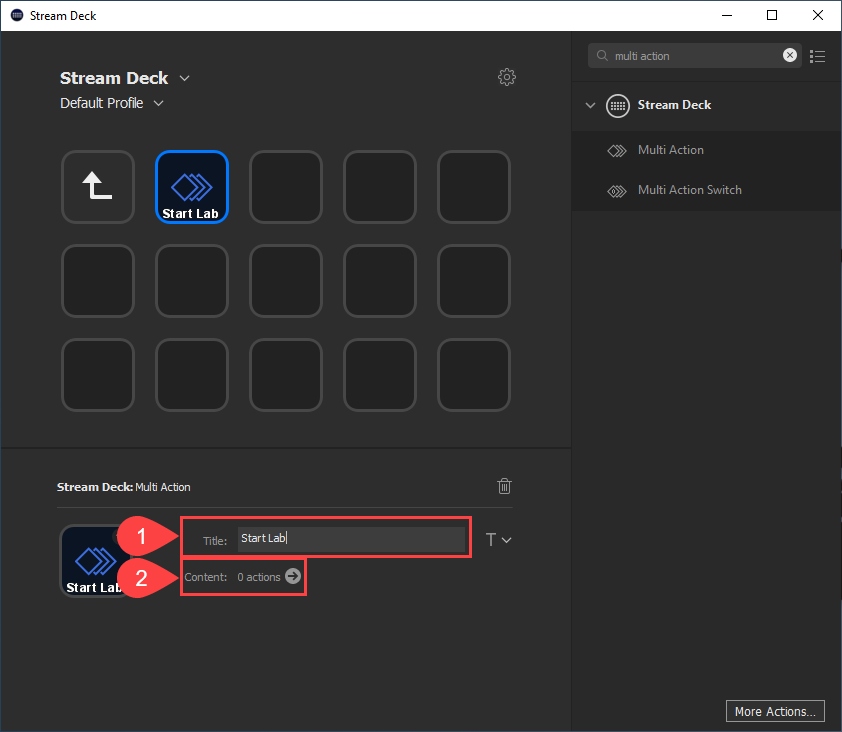 Stream Deck
multi action
Stream Deck
Default Profile
Stream Deck
Multi Action
Multi Action Switch
Start Lab
Stream Deck: Multi Action
1
Title: Start Lab
T
2
Content: 0 actions
Start Lab
More Actions...